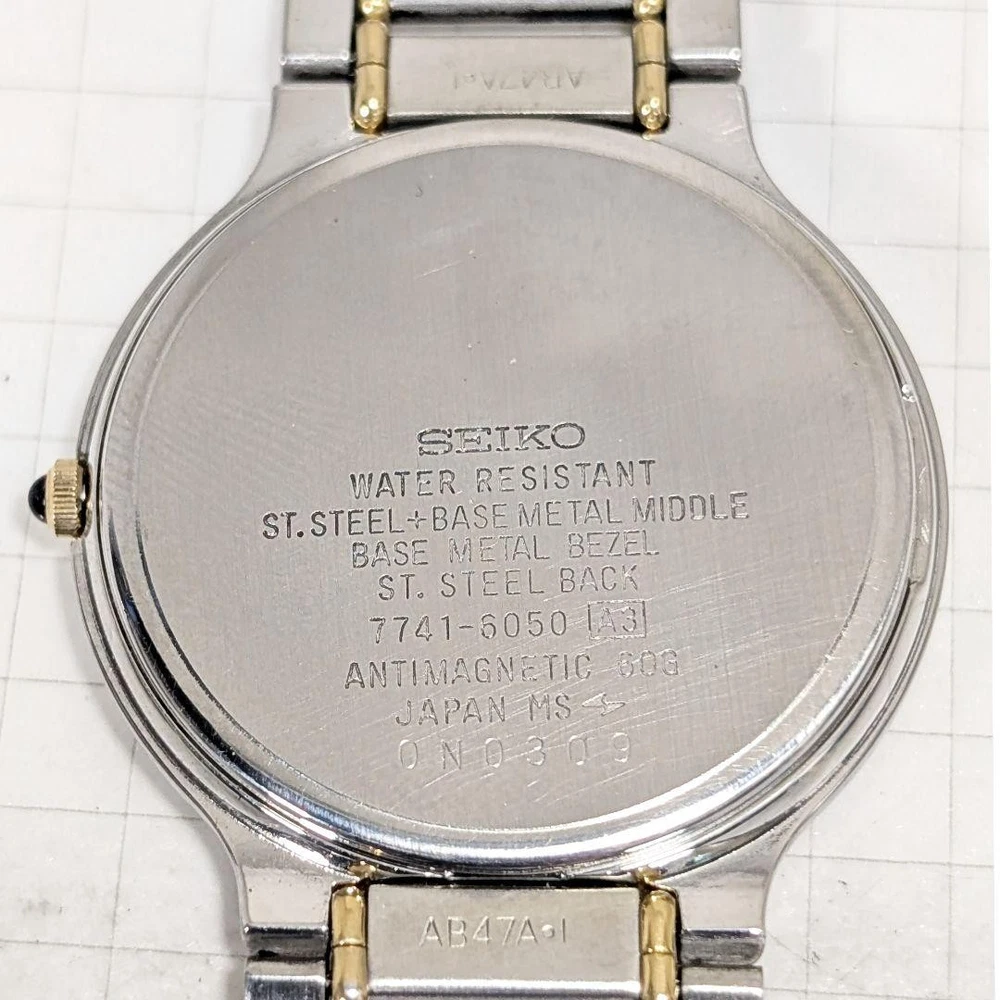 AB47A•I
SEIKO
WATER RESISTANT
ST.STEEL+BASE METAL MIDDLE
BASE METAL BEZEL
ST. STEEL BACK
7741-6050 A3
ANTIMAGNETIC 60G
JAPAN MS
0N0309
AB47A•I